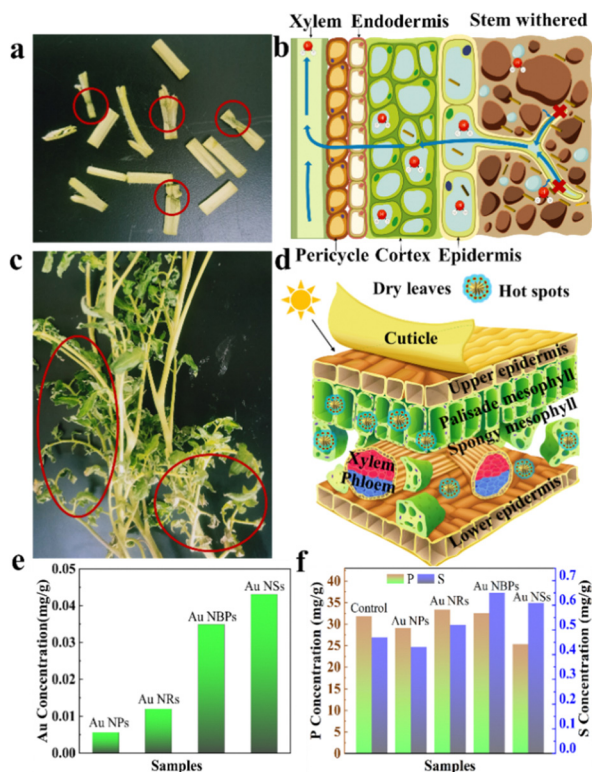 a
b
Xylem Endodermis Stem withered
Pericycle Cortex Epidermis
c
d
Dry leaves Hot spots
Cuticle
Upper epidermis
Palisade mesophyll
Spongy mesophyll
Xylem
Phloem
Lower epidermis
e
Au Concentration(mg/g)
0.05
0.04
0.03
0.02
0.01
0.00
Au NPs
Au NRs
Au NBPs
Au NSs
Samples
f
P Concentration (mg/g)
40
35
30
25
20
15
10
5
0
P S
Control
Au NPs
Au NRs
Au NBPs
Au NSs
0.7
0.6
0.5
0.4
0.3
0.2
0.1
0.0
S Concentration (mg/g)
Samples